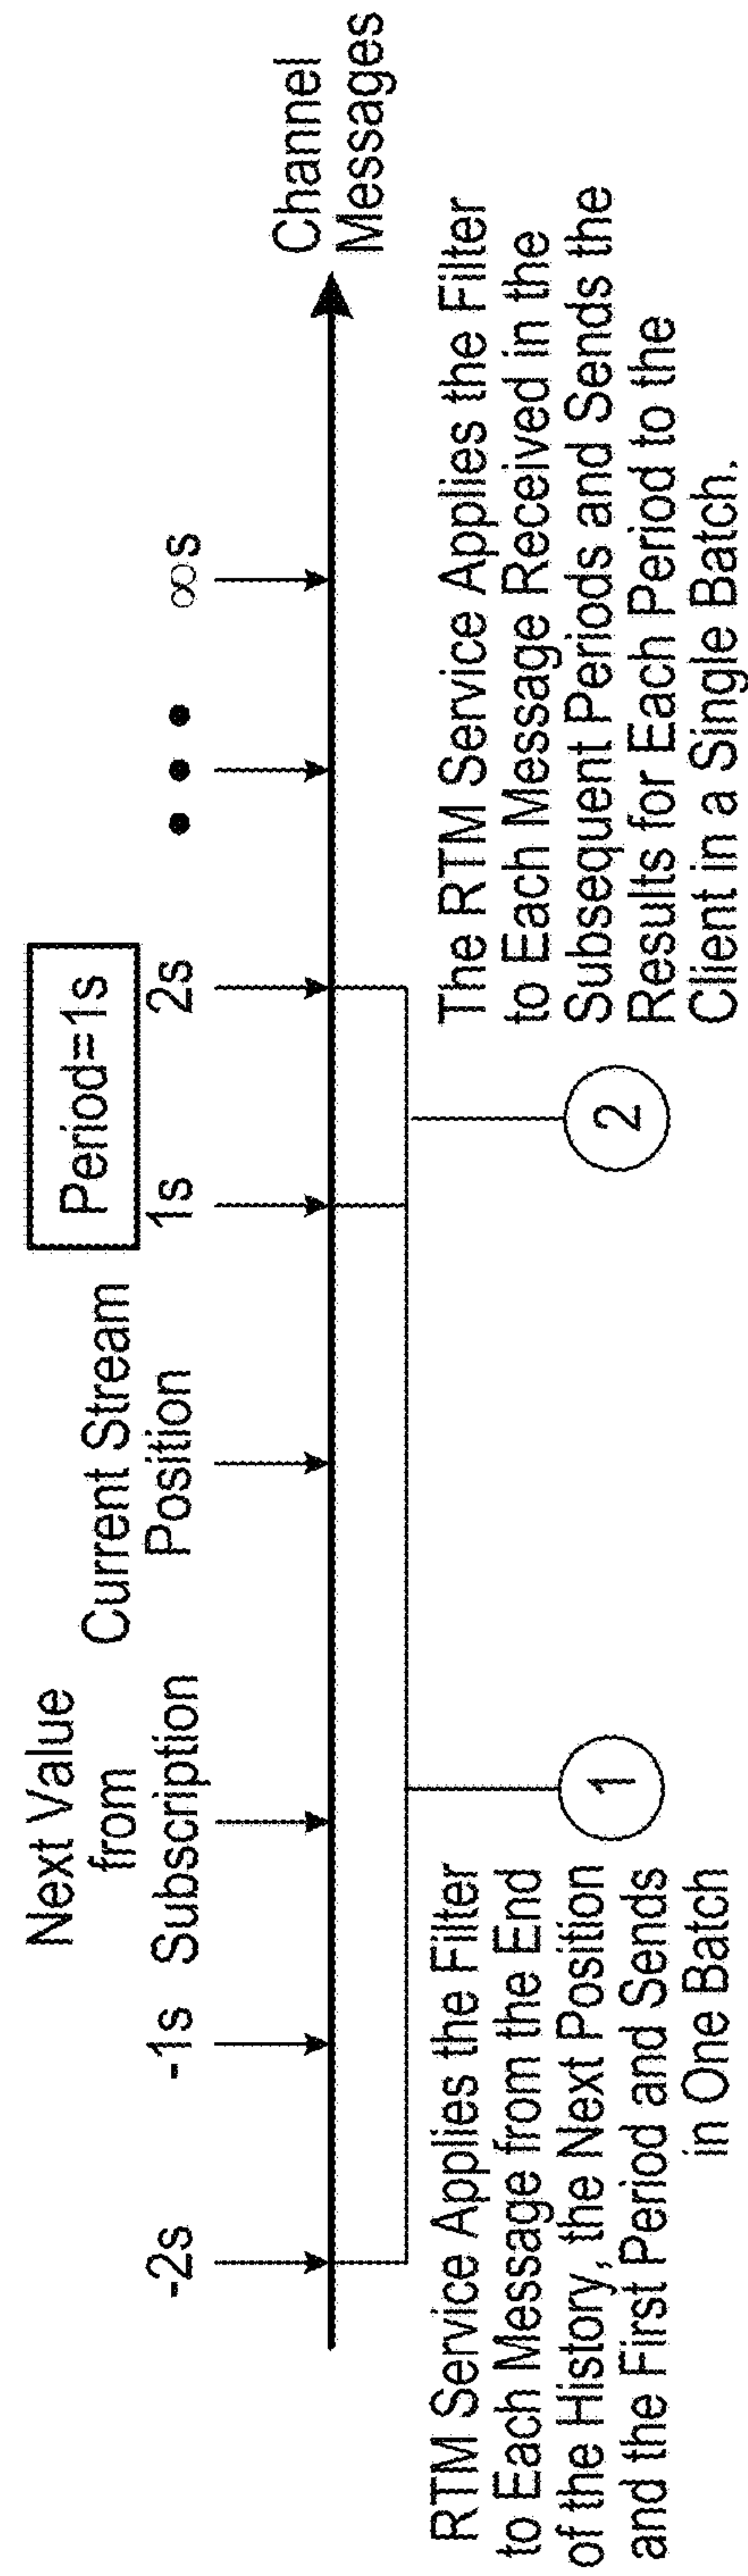 Period=1s
Next Value
from
Subscription
Current Stream
Position
-2s
-1s
1s
2s
∞s
Channel
Messages
1
RTM Service Applies the Filter
to Each Message from the End
of the History, the Next Position
and the First Period and Sends
in One Batch
2
The RTM Service Applies the Filter
to Each Message Received in the
Subsequent Periods and Sends the
Results for Each Period to the
Client in a Single Batch.